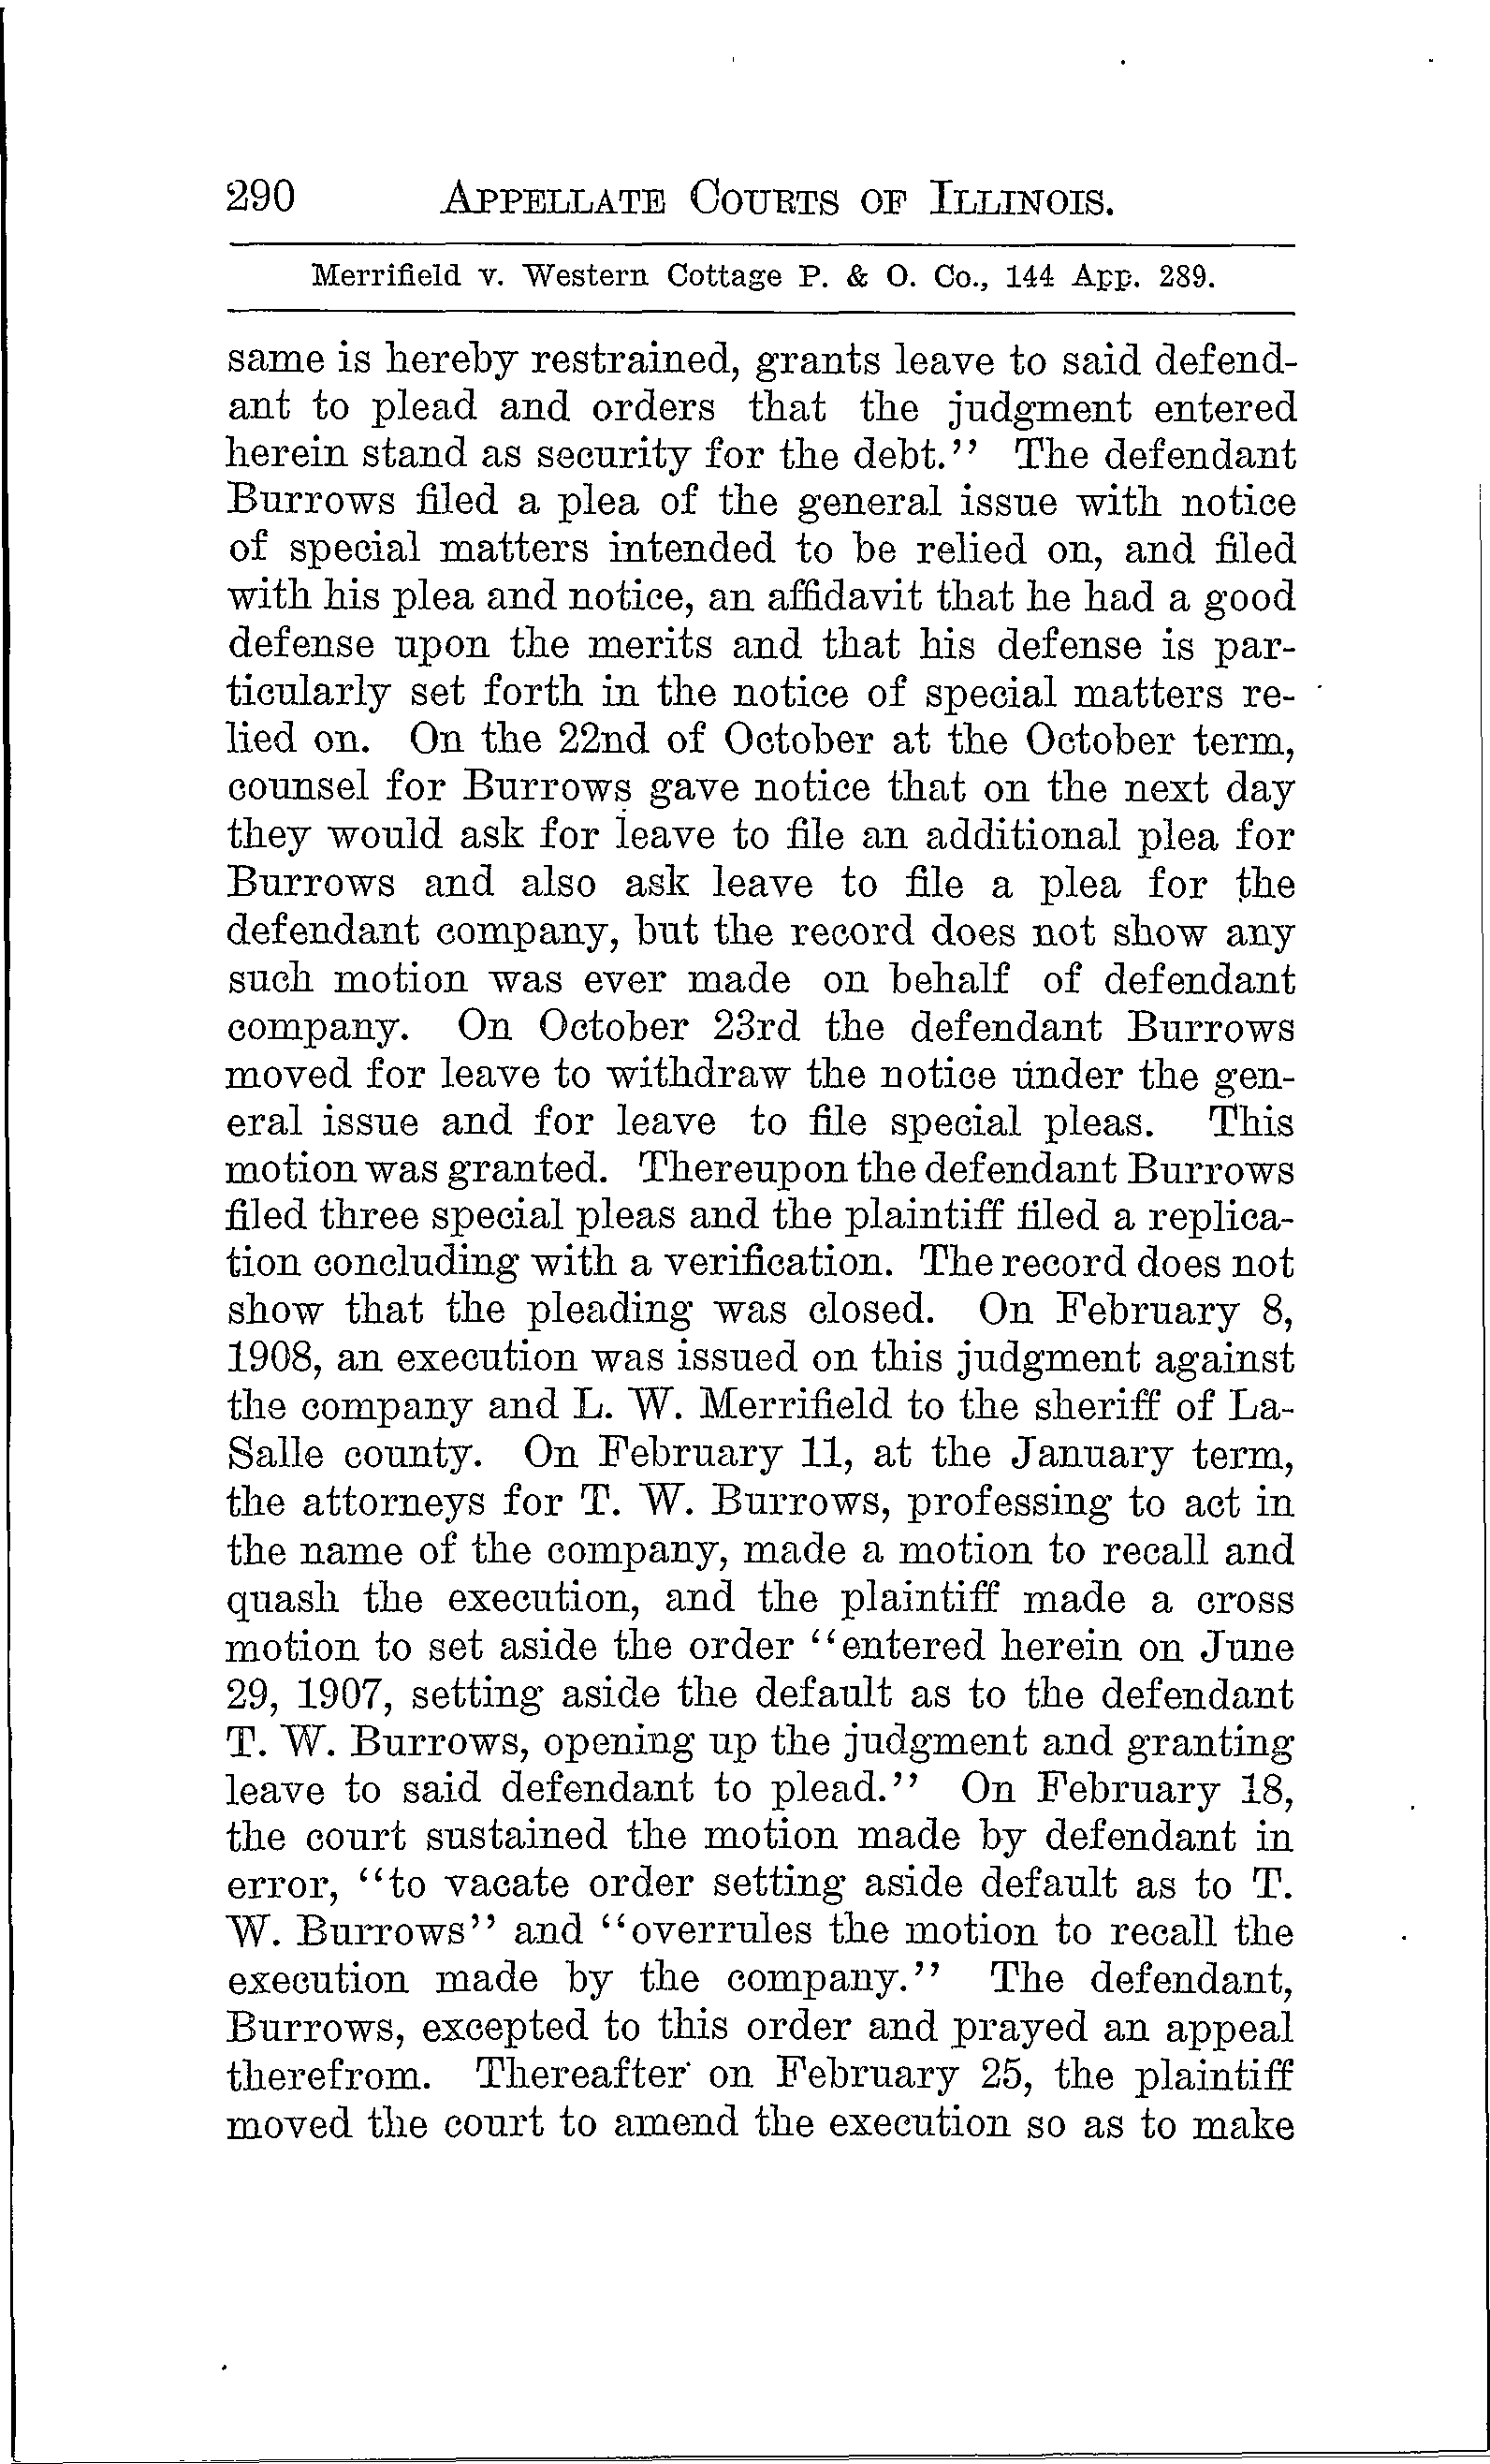 290 APPELLATE COURTS OF ILLINOIS.
Merrifield v. Western Cottage P. & O. Co., 144 App. 289.
same is hereby restrained, grants leave to said defend-
ant to plead and orders that the judgment entered
herein stand as security for the debt.'' The defendant
Burrows filed a plea of the general issue with notice
of special matters intended to be relied on, and filed
with his plea and notice, an affidavit that he had a good
defense upon the merits and that his defense is par-
ticularly set forth in the notice of special matters re-
lied on. On the 22nd of October at the October term,
counsel for Burrows gave notice that on the next day
they would ask for leave to file an additional plea for
Burrows and also ask leave to file a plea for the
defendant company, but the record does not show any
such motion was ever made on behalf of defendant
company. On October 23rd the defendant Burrows
moved for leave to withdraw the notice under the gen-
eral issue and for leave to file special pleas. This
motion was granted. Thereupon the defendant Burrows
filed three special pleas and the plaintiff filed a replica-
tion concluding with a verification. The record does not
show that the pleading was closed. On February 8,
1908, an execution was issued on this judgment against
the company and L. W. Merrifield to the sheriff of La-
Salle county. On February 11, at the January term,
the attorneys for T. W. Burrows, professing to act in
the name of the company, made a motion to recall and
quash the execution, and the plaintiff made a cross
motion to set aside the order ''entered herein on June
29, 1907, setting aside the default as to the defendant
T. W. Burrows, opening up the judgment and granting
leave to said defendant to plead.'' On February 18,
the court sustained the motion made by defendant in
error, ''to vacate order setting aside default as to T.
W. Burrows'' and ''overrules the motion to recall the
execution made by the company.'' The defendant,
Burrows, excepted to this order and prayed an appeal
therefrom. Thereafter on February 25, the plaintiff
moved the court to amend the execution so as to make